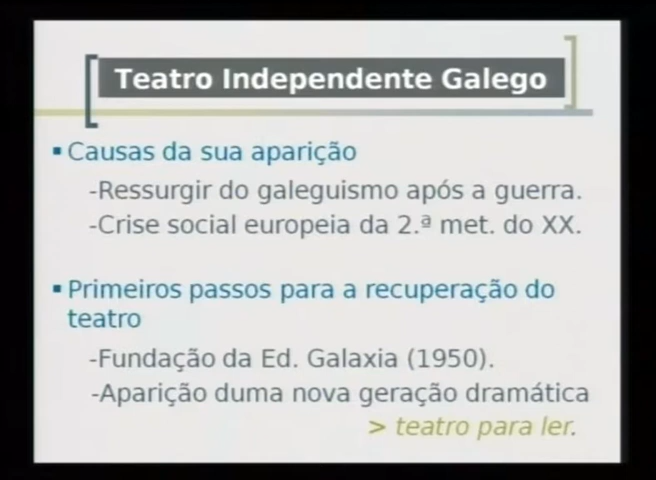 Teatro Independente Galego
▪ Causas da sua aparição
-Ressurgir do galeguismo após a guerra.
-Crise social europeia da 2.ª met. do XX.
▪ Primeiros passos para a recuperação do
teatro
-Fundação da Ed. Galaxia (1950).
-Aparição duma nova geração dramática
> teatro para ler.